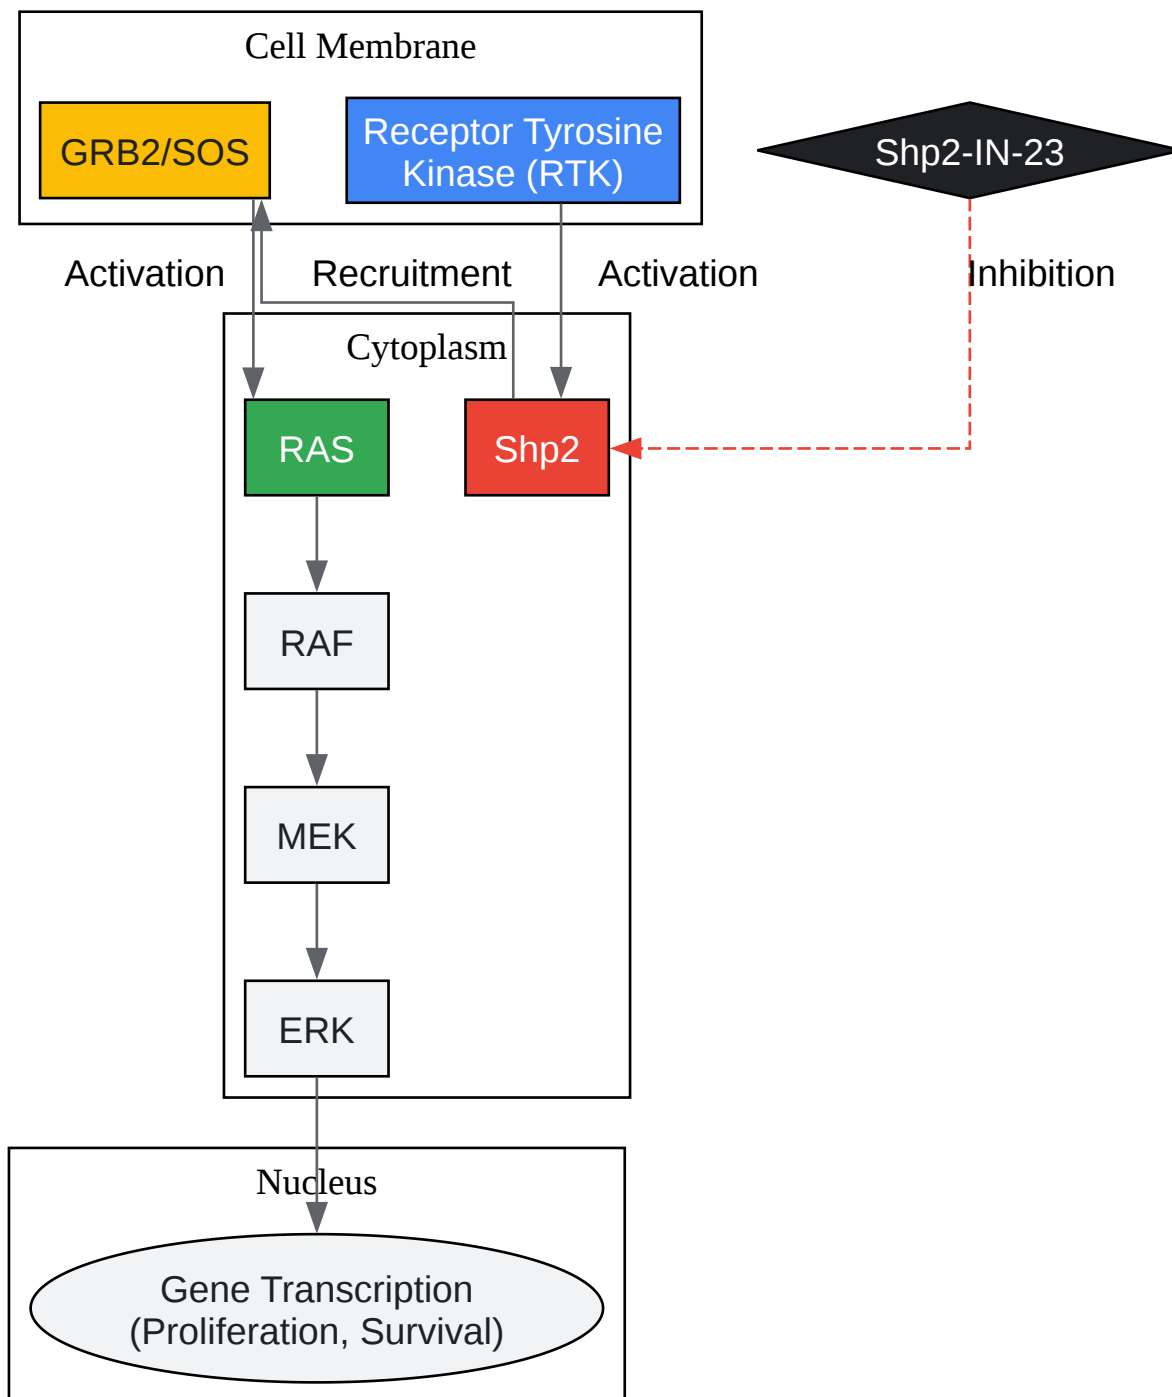 Cell Membrane
GRB2/SOS
Receptor Tyrosine
Kinase (RTK)
Shp2-IN-23
Activation
Recruitment
Activation
Inhibition
Cytoplasm
RAS
Shp2
RAF
MEK
ERK
Nucleus
Gene Transcription
(Proliferation, Survival)